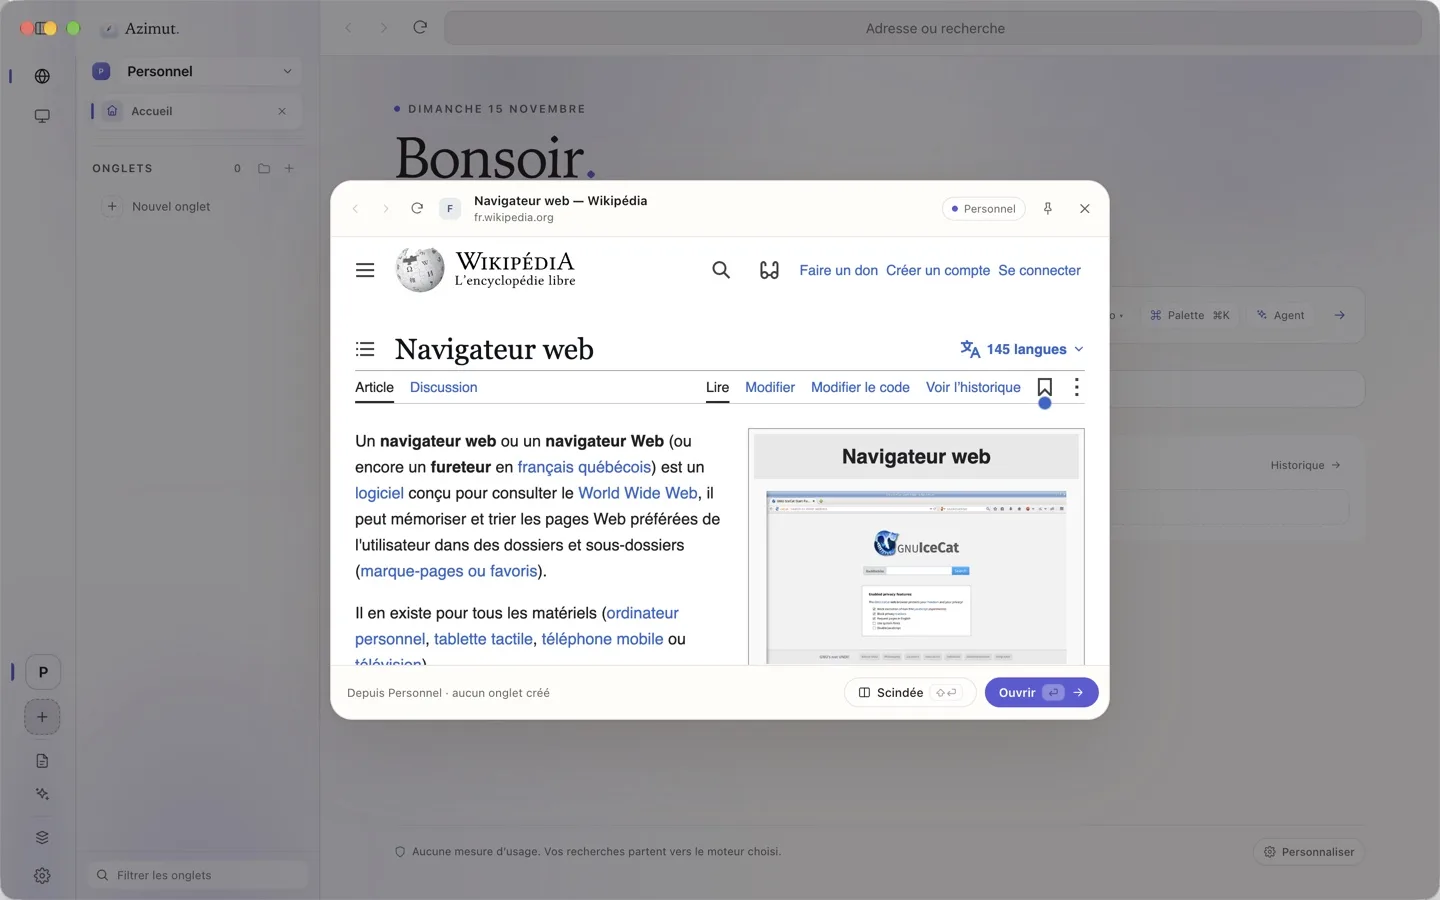 Azimut.
Adresse ou recherche
P
Personnel
Accueil
ONGLETS 0
Nouvel onglet
DIMANCHE 15 NOVEMBRE
Bonsoir.
F
Navigateur web — Wikipédia
fr.wikipedia.org
Personnel
WIKIPÉDIA
L'encyclopédie libre
Faire un don Créer un compte Se connecter
Navigateur web
145 langues
Article Discussion Lire Modifier Modifier le code Voir l'historique
Un navigateur web ou un navigateur Web (ou
encore un fureteur en français québécois) est un
logiciel conçu pour consulter le World Wide Web, il
peut mémoriser et trier les pages Web préférées de
l'utilisateur dans des dossiers et sous-dossiers
(marque-pages ou favoris).
Il en existe pour tous les matériels (ordinateur
personnel, tablette tactile, téléphone mobile ou
télévision)
Navigateur web
GNUIceCat
Depuis Personnel · aucun onglet créé
Scindée
Ouvrir
Palette ⌘K
Agent
Historique
P
Filtrer les onglets
Aucune mesure d'usage. Vos recherches partent vers le moteur choisi.
Personnaliser